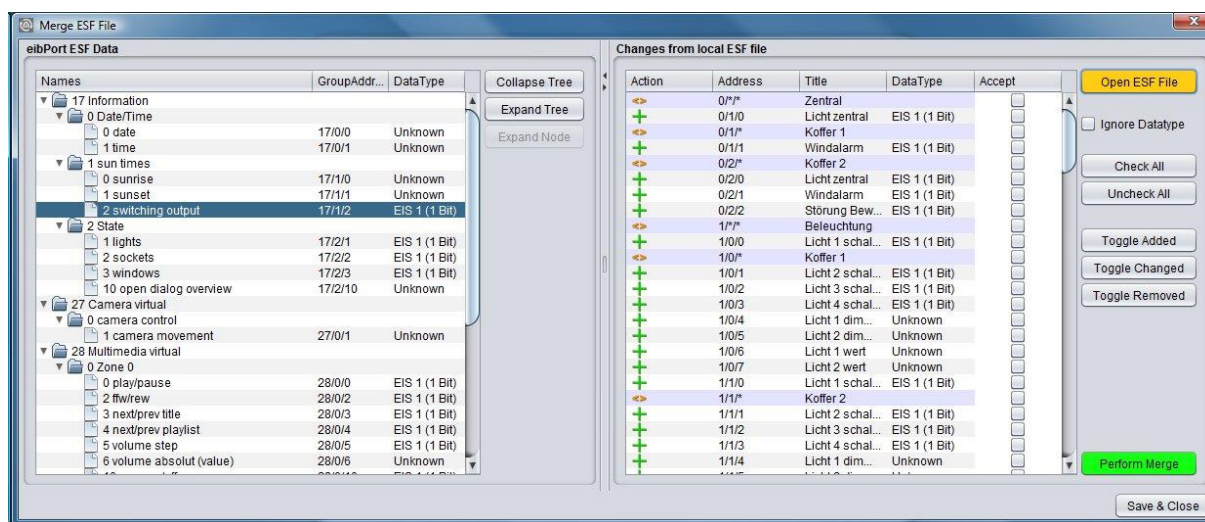 Merge ESF File
eibPort ESF Data
Names GroupAddr... DataType
17 Information
0 Date/Time
0 date 17/0/0 Unknown
1 time 17/0/1 Unknown
1 sun times
0 sunrise 17/1/0 Unknown
1 sunset 17/1/1 Unknown
2 switching output 17/1/2 EIS 1 (1 Bit)
2 State
1 lights 17/2/1 EIS 1 (1 Bit)
2 sockets 17/2/2 EIS 1 (1 Bit)
3 windows 17/2/3 EIS 1 (1 Bit)
10 open dialog overview 17/2/10 Unknown
27 Camera virtual
0 camera control
1 camera movement 27/0/1 Unknown
28 Multimedia virtual
0 Zone 0
0 play/pause 28/0/0 EIS 1 (1 Bit)
2 ffw/rew 28/0/2 EIS 1 (1 Bit)
3 next/prev title 28/0/3 EIS 1 (1 Bit)
4 next/prev playlist 28/0/4 EIS 1 (1 Bit)
5 volume step 28/0/5 EIS 1 (1 Bit)
6 volume absolut (value) 28/0/6 Unknown
Collapse Tree
Expand Tree
Expand Node
Changes from local ESF file
Action Address Title DataType Accept
0/*/* Zentral
0/1/0 Licht zentral EIS 1 (1 Bit)
0/1/* Koffer 1
0/1/1 Windalarm EIS 1 (1 Bit)
0/2/* Koffer 2
0/2/0 Licht zentral EIS 1 (1 Bit)
0/2/1 Windalarm EIS 1 (1 Bit)
0/2/2 Störung Bew... EIS 1 (1 Bit)
1/*/* Beleuchtung
1/0/0 Licht 1 schal... EIS 1 (1 Bit)
1/0/* Koffer 1
1/0/1 Licht 2 schal... EIS 1 (1 Bit)
1/0/2 Licht 3 schal... EIS 1 (1 Bit)
1/0/3 Licht 4 schal... EIS 1 (1 Bit)
1/0/4 Licht 1 dim... Unknown
1/0/5 Licht 2 dim... Unknown
1/0/6 Licht 1 wert Unknown
1/0/7 Licht 2 wert Unknown
1/1/0 Licht 1 schal... EIS 1 (1 Bit)
1/1/* Koffer 2
1/1/1 Licht 2 schal... EIS 1 (1 Bit)
1/1/2 Licht 3 schal... EIS 1 (1 Bit)
1/1/3 Licht 4 schal... EIS 1 (1 Bit)
1/1/4 Licht 1 dim... Unknown
Open ESF File
Ignore Datatype
Check All
Uncheck All
Toggle Added
Toggle Changed
Toggle Removed
Perform Merge
Save & Close